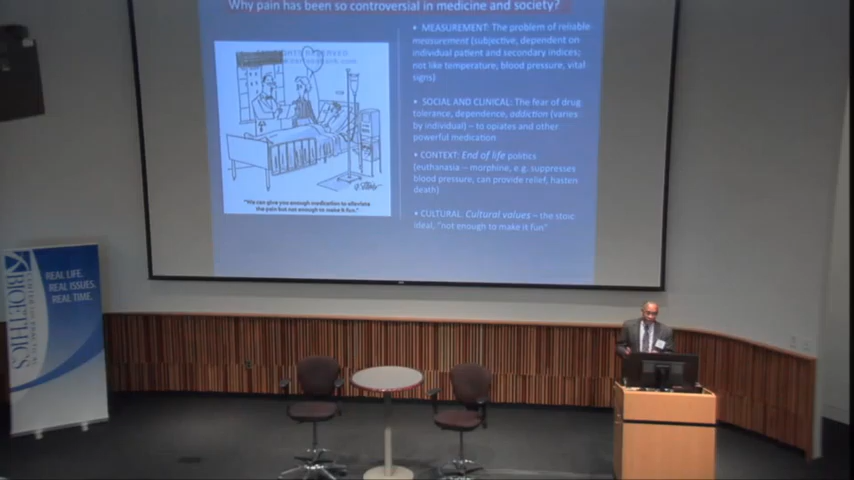 Why pain has been so controversial in medicine and society?
• MEASUREMENT: The problem of reliable
measurement (subjective, dependent on
individual patient and secondary indices;
not like temperature, blood pressure, vital
signs)
• SOCIAL AND CLINICAL: The fear of drug
tolerance, dependence, addiction (varies
by individual) – to opiates and other
powerful medication
• CONTEXT: End of life politics
(euthanasia – morphine, e.g. suppresses
blood pressure, can provide relief, hasten
death)
• CULTURAL: Cultural values – the stoic
ideal, "not enough to make it fun"
RESERVED
"We can give you enough medication to alleviate
the pain but not enough to make it fun."
REAL LIFE.
REAL ISSUES.
REAL TIME.
CENTER FOR PRACTICAL
BIOETHICS